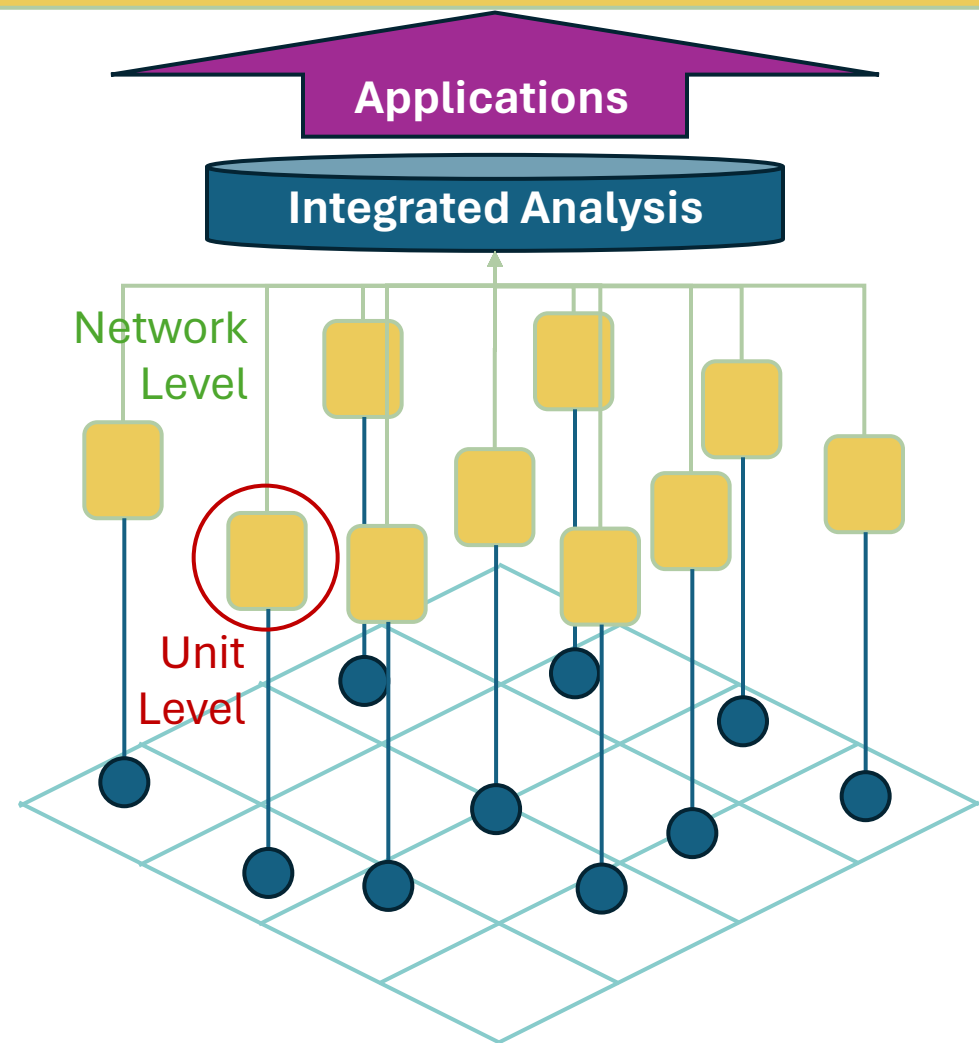 Applications
Integrated Analysis
Network
Level
Unit
Level